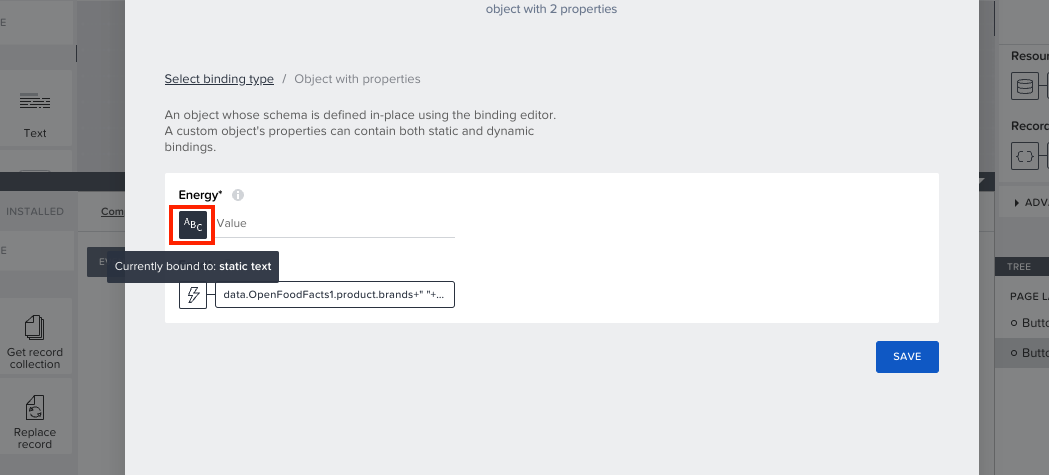 object with 2 properties
E
Select binding type / Object with properties
Resou
An object whose schema is defined in-place using the binding editor.
A custom object's properties can contain both static and dynamic
bindings.
Text
Record
Energy*
ABC Value
INSTALLED
Com
ADV
E
EV
Currently bound to: static text
TREE
data.OpenFoodFacts1.product.brands+" "+...
PAGE LA
Butto
Get record
collection
Butto
SAVE
Replace
record